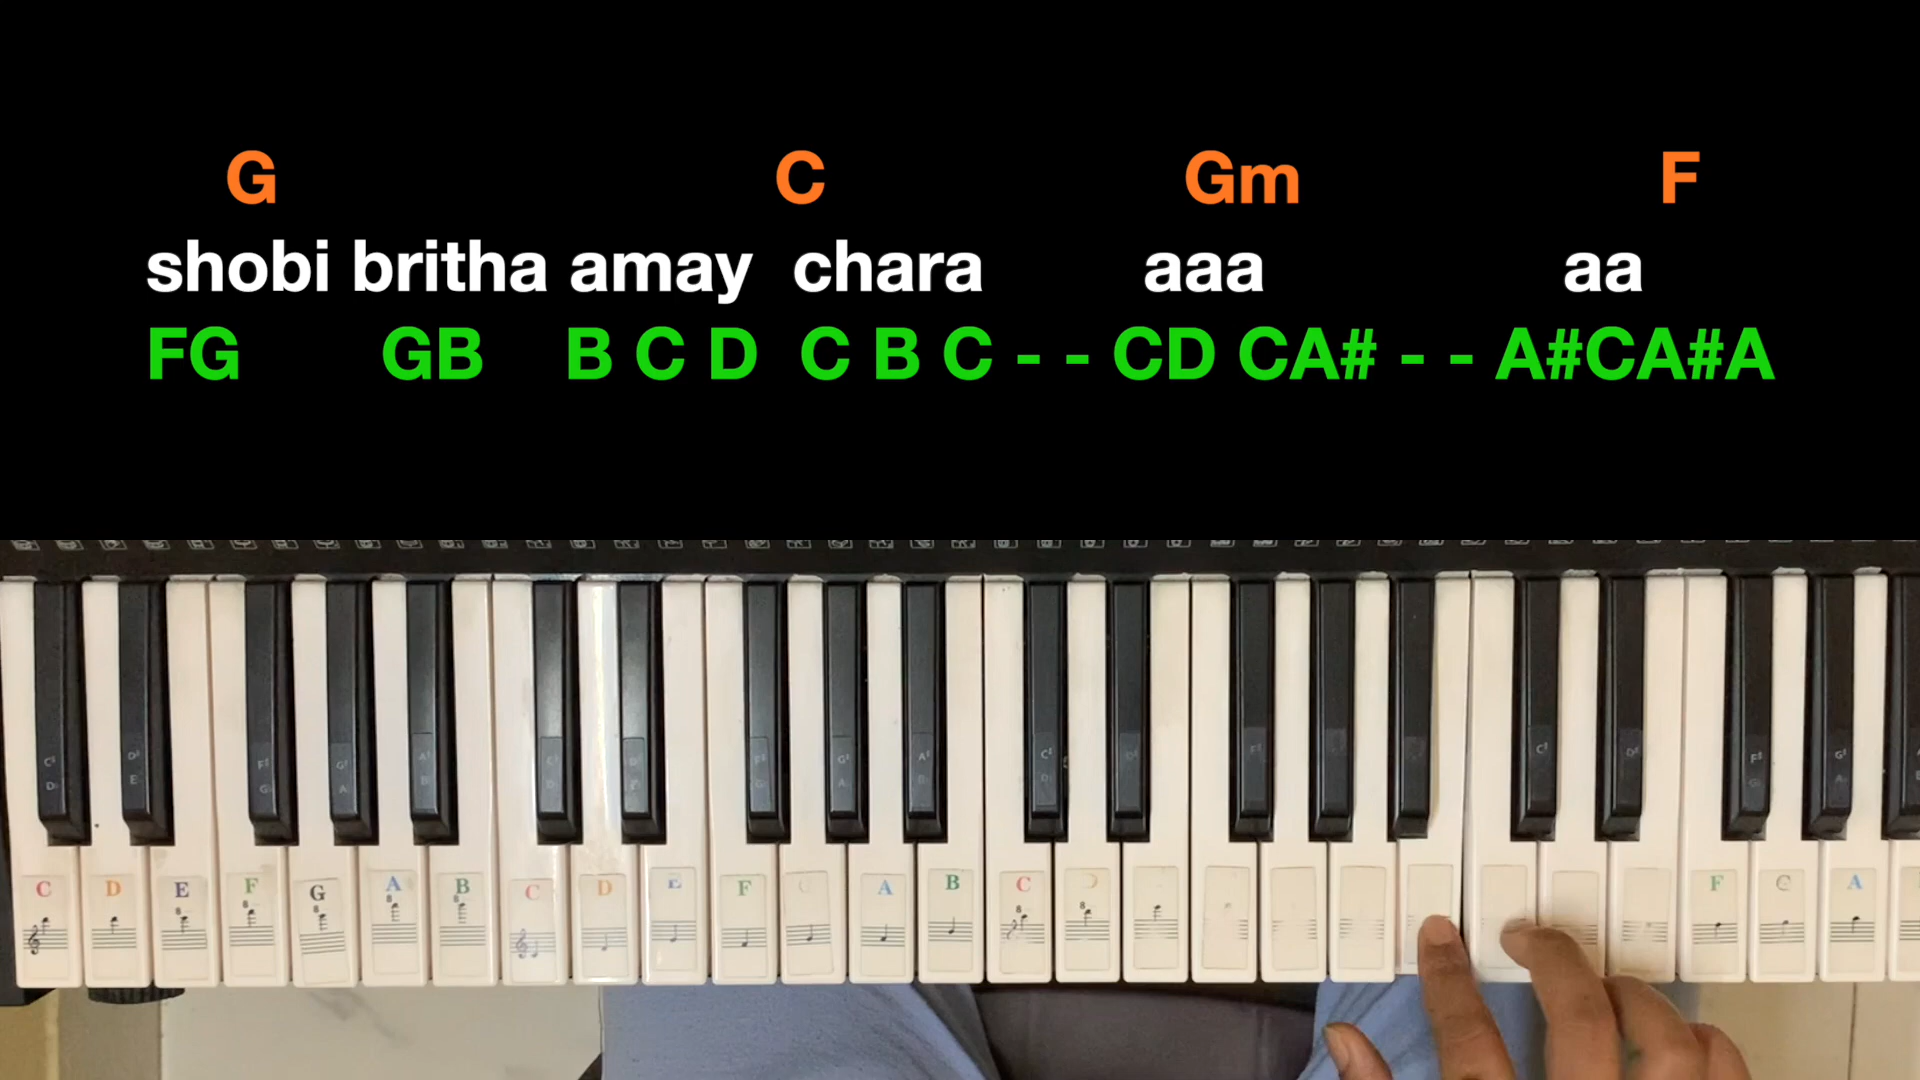 G C Gm F
shobi britha amay chara aaa aa
FG GB B C D C B C - - CD CA# - - A#CA#A
C# D# F# G# A# C# D# F# G# A# C# D# F# C# D# F# G#
C D E F G A B C D E F A B C D F G A